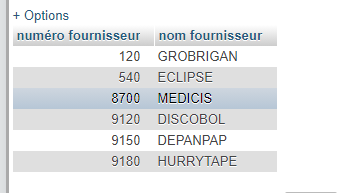 + Options
numéro fournisseur nom fournisseur
120 GROBRIGAN
540 ECLIPSE
8700 MEDICIS
9120 DISCOBOL
9150 DEPANPAP
9180 HURRYTAPE